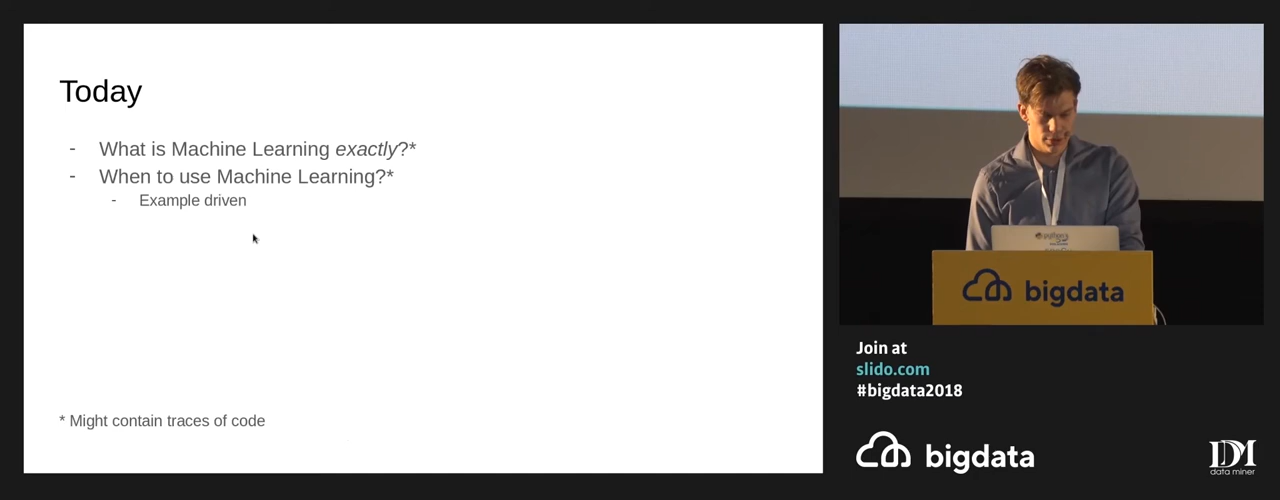 Today
- What is Machine Learning exactly?*
- When to use Machine Learning?*
- Example driven
* Might contain traces of code
bigdata
Join at
slido.com
#bigdata2018
bigdata
DM
data miner